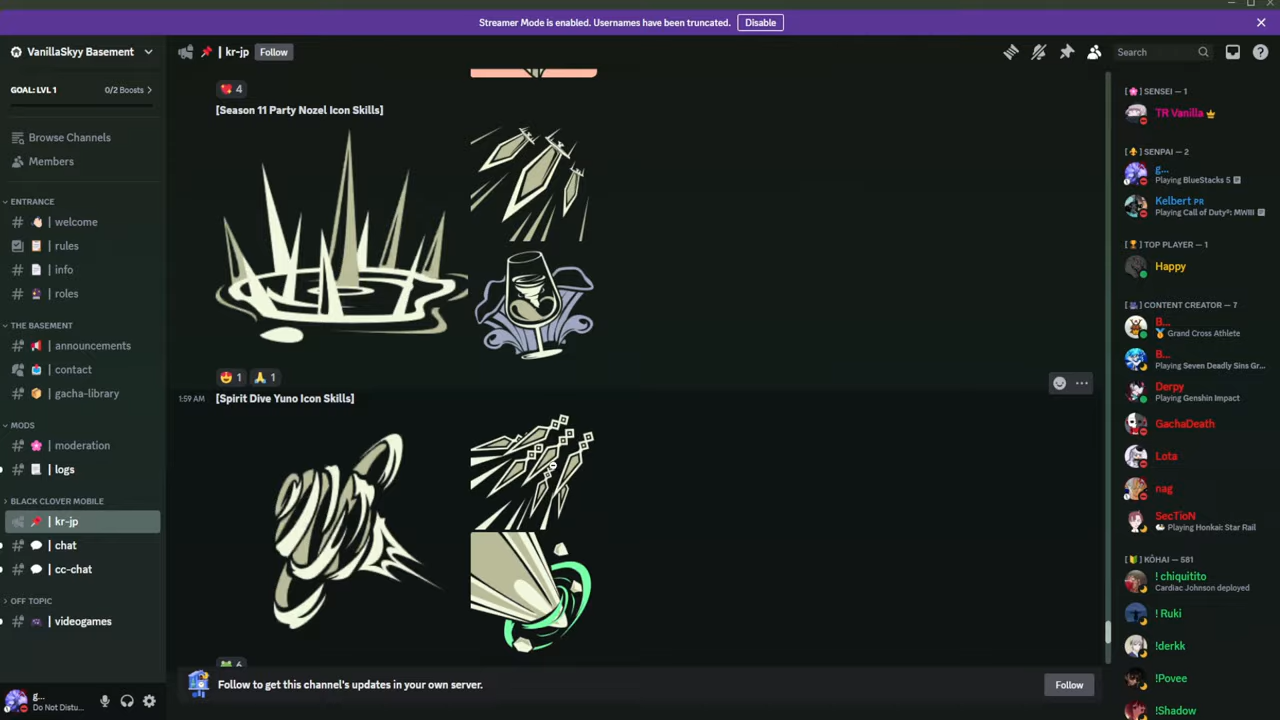 Streamer Mode is enabled. Usernames have been truncated. Disable
VanillaSkyy Basement
GOAL: LVL 1 0/2 Boosts
Browse Channels
Members
ENTRANCE
welcome
rules
info
roles
THE BASEMENT
announcements
contact
gacha-library
MODS
moderation
logs
BLACK CLOVER MOBILE
kr-jp
chat
cc-chat
OFF TOPIC
videogames
g...
Do Not Distu...
kr-jp Follow
4
[Season 11 Party Nozel Icon Skills]
1 1
1:59 AM [Spirit Dive Yuno Icon Skills]
6
Follow to get this channel's updates in your own server. Follow
Search
[🌸] SENSEI — 1
TR Vanilla
SENPAI — 2
g...
Playing BlueStacks 5
Kelbert PR
Playing Call of Duty®: MWIII
[🏆] TOP PLAYER — 1
Happy
CONTENT CREATOR — 7
B...
Grand Cross Athlete
B...
Playing Seven Deadly Sins Gr...
Derpy
Playing Genshin Impact
GachaDeath
Lota
nag
SecTioN
Playing Honkai: Star Rail
[🔰] KŌHAI — 581
! chiquitito
Cardiac Johnson deployed
! Ruki
!derkk
!Povee
!Shadow